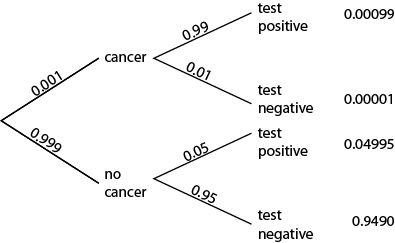 test
positive
0.00099
0.99
cancer
0.001
0.01
test
negative
0.00001
0.999
test
positive
0.04995
0.05
no
cancer
0.95
test
negative
0.9490